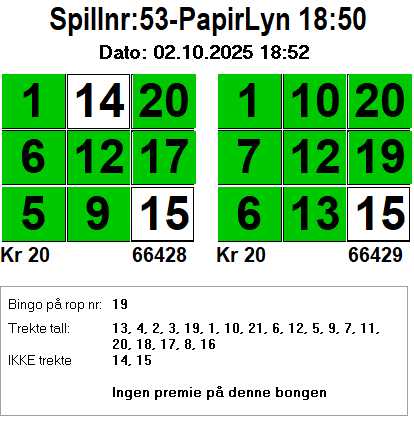 Spillnr:53-PapirLyn 18:50
Dato: 02.10.2025 18:52
1 14 20 1 10 20
6 12 17 7 12 19
5 9 15 6 13 15
Kr 20 66428 Kr 20 66429
Bingo på rop nr: 19
Trekte tall: 13, 4, 2, 3, 19, 1, 10, 21, 6, 12, 5, 9, 7, 11,
20, 18, 17, 8, 16
IKKE trekte 14, 15
Ingen premie på denne bongen